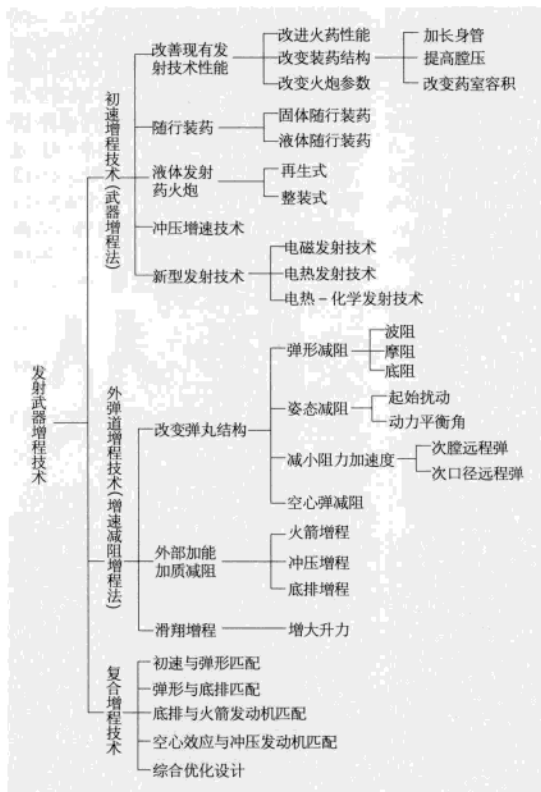 发射武器增程技术
初速增程技术(武器增程法)
改善现有发
射技术性能
改进火药性能
改变装药结构
改变火炮参数
加长身管
提高膛压
改变药室容积
随行装药
固体随行装药
液体随行装药
液体发射
药火炮
再生式
整装式
冲压增速技术
新型发射技术
电磁发射技术
电热发射技术
电热－化学发射技术
外弹道增程技术(增速减阻增程法)
改变弹丸结构
弹形减阻
波阻
摩阻
底阻
姿态减阻
起始扰动
动力平衡角
减小阻力加速度
次膛远程弹
次口径远程弹
空心弹减阻
外部加能
加质减阻
火箭增程
冲压增程
底排增程
滑翔增程
增大升力
复合增程技术
初速与弹形匹配
弹形与底排匹配
底排与火箭发动机匹配
空心效应与冲压发动机匹配
综合优化设计